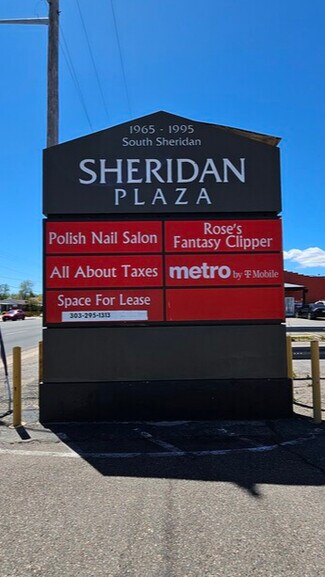 1965 - 1995
South Sheridan
SHERIDAN
PLAZA
Polish Nail Salon
Rose's
Fantasy Clipper
All About Taxes
metro by T Mobile
Space For Lease
303-295-1313